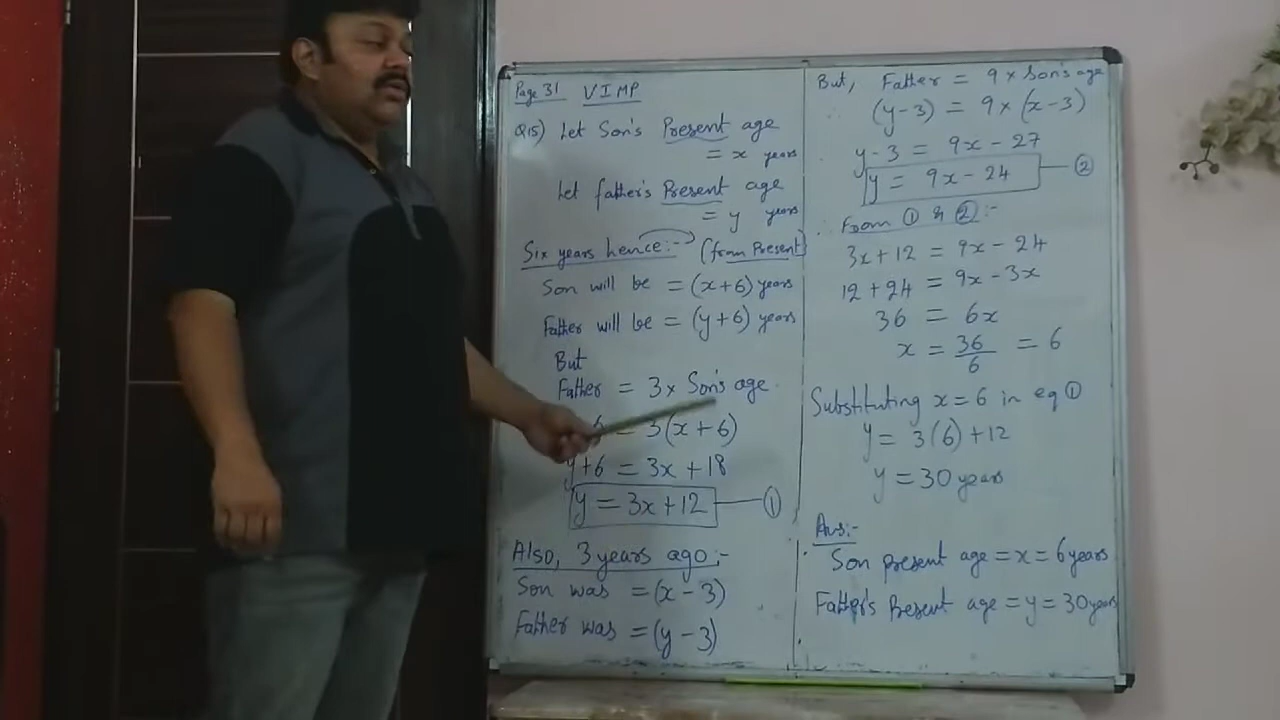 Page 31 VIMP
Q15) Let Son's Present age
= x years
Let father's Present age
= y years
Six years hence:- (from Present)
Son will be = (x+6) years
Father will be = (y+6) years
But
Father = 3 x Son's age.
6 = 3(x+6)
y+6 = 3x+18
y = 3x+12 — ①
Also, 3 years ago:-
Son was = (x-3)
Father was = (y-3)
But, Father = 9 x Son's age
(y-3) = 9 x (x-3)
y-3 = 9x-27
y = 9x-24 — ②
From ① & ②:-
3x+12 = 9x-24
12+24 = 9x-3x
36 = 6x
x = 36/6 = 6
Substituting x=6 in eq ①
y = 3(6)+12
y = 30 years
Ans:-
Son present age = x = 6 years
Father's Present age = y = 30 years